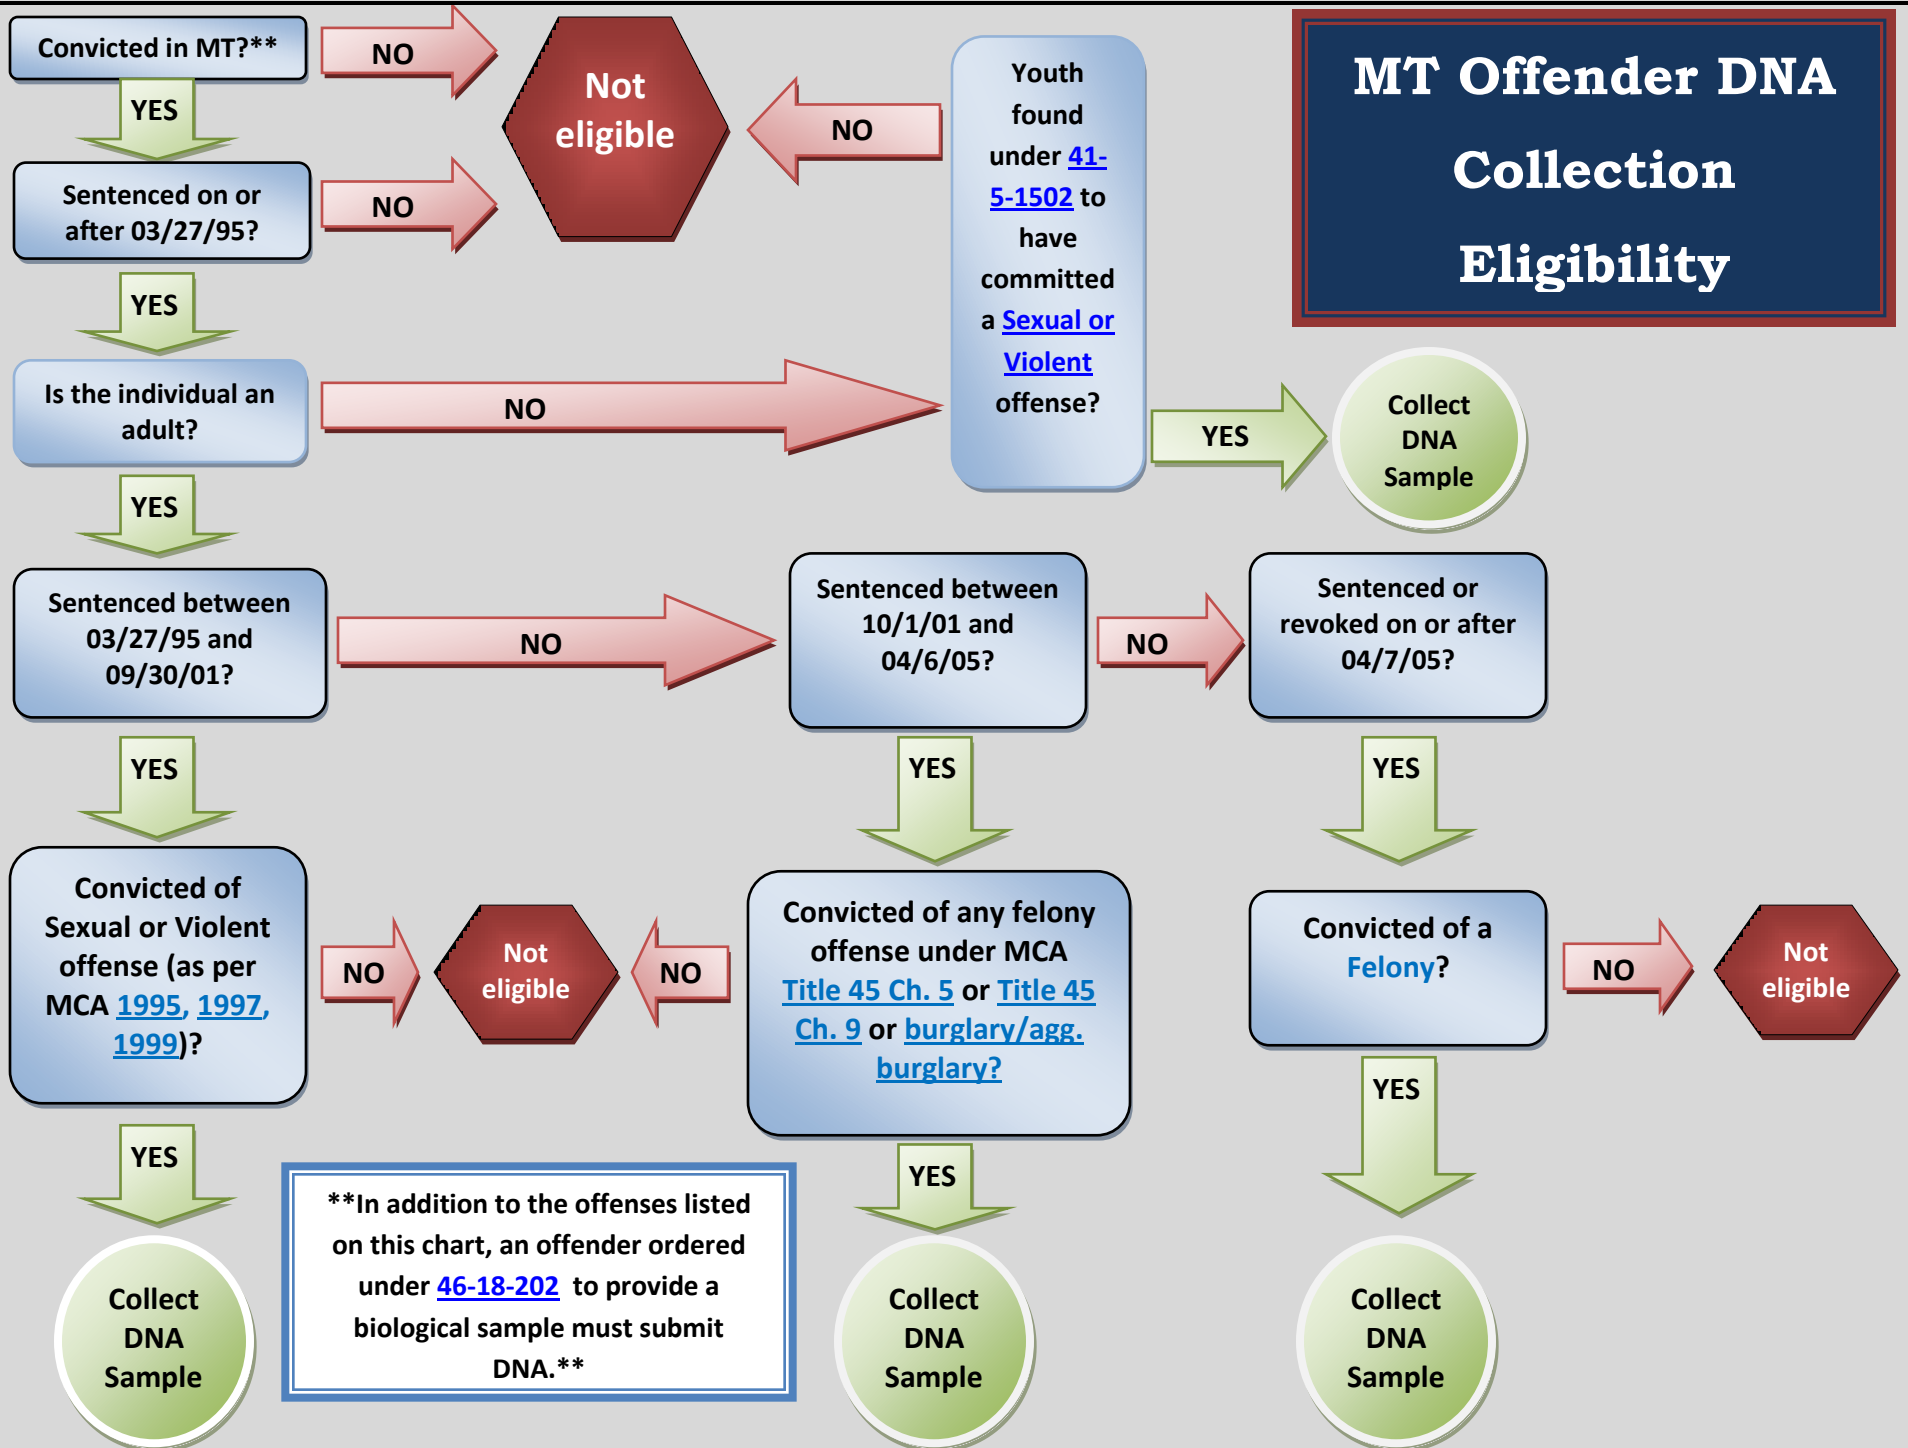 Convicted in MT?**
NO
Not
eligible
Youth
found
under 41-
5-1502 to
have
committed
a Sexual or
Violent
offense?
NO
MT Offender DNA
Collection
Eligibility
YES
Sentenced on or
after 03/27/95?
NO
YES
Is the individual an
adult?
NO
YES
Collect
DNA
Sample
YES
Sentenced between
03/27/95 and
09/30/01?
NO
Sentenced between
10/1/01 and
04/6/05?
NO
Sentenced or
revoked on or after
04/7/05?
YES
YES
YES
Convicted of
Sexual or Violent
offense (as per
MCA 1995, 1997,
1999)?
NO
Not
eligible
NO
Convicted of any felony
offense under MCA
Title 45 Ch. 5 or Title 45
Ch. 9 or burglary/agg.
burglary?
Convicted of a
Felony?
NO
Not
eligible
YES
YES
YES
**In addition to the offenses listed
on this chart, an offender ordered
under 46-18-202 to provide a
biological sample must submit
DNA.**
Collect
DNA
Sample
Collect
DNA
Sample
Collect
DNA
Sample